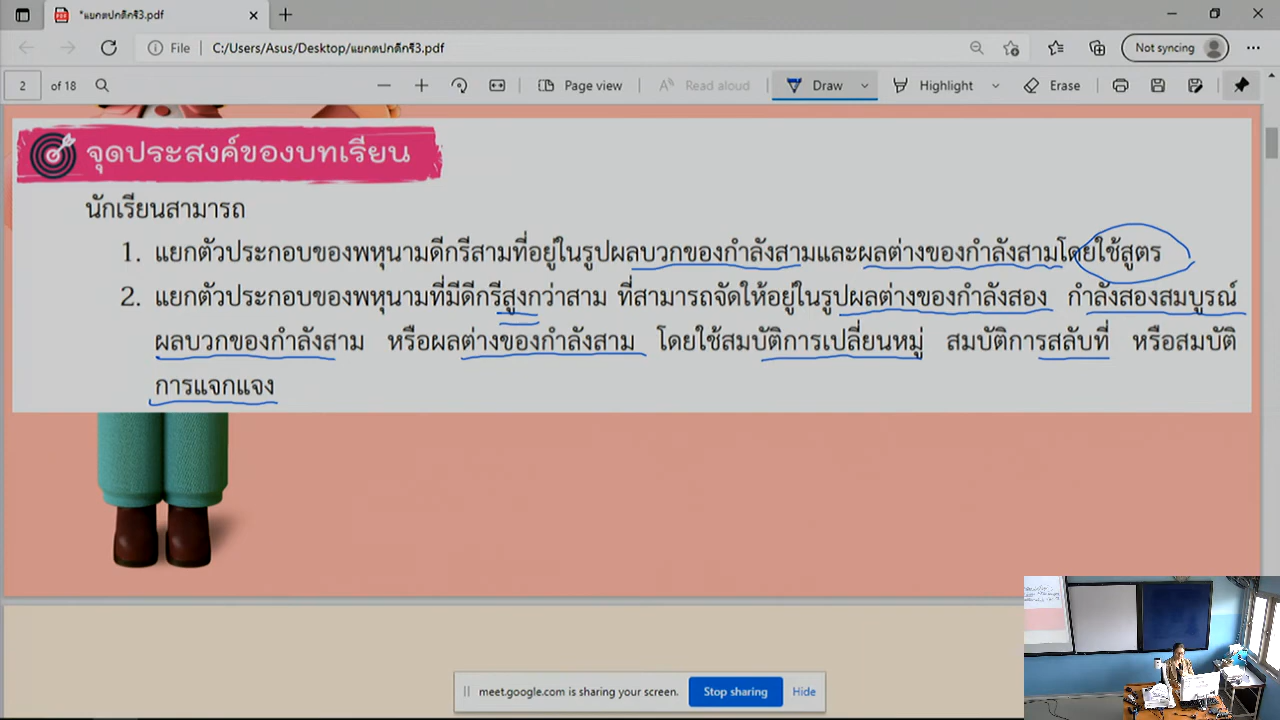 *แยกตปกดีกรี3.pdf
File C:/Users/Asus/Desktop/แยกตปกดีกรี3.pdf Not syncing
2 of 18 Page view Read aloud Draw Highlight Erase
จุดประสงค์ของบทเรียน
นักเรียนสามารถ
1. แยกตัวประกอบของพหุนามดีกรีสามที่อยู่ในรูปผลบวกของกำลังสามและผลต่างของกำลังสามโดยใช้สูตร
2. แยกตัวประกอบของพหุนามที่มีดีกรีสูงกว่าสาม ที่สามารถจัดให้อยู่ในรูปผลต่างของกำลังสอง กำลังสองสมบูรณ์
ผลบวกของกำลังสาม หรือผลต่างของกำลังสาม โดยใช้สมบัติการเปลี่ยนหมู่ สมบัติการสลับที่ หรือสมบัติ
การแจกแจง
meet.google.com is sharing your screen. Stop sharing Hide